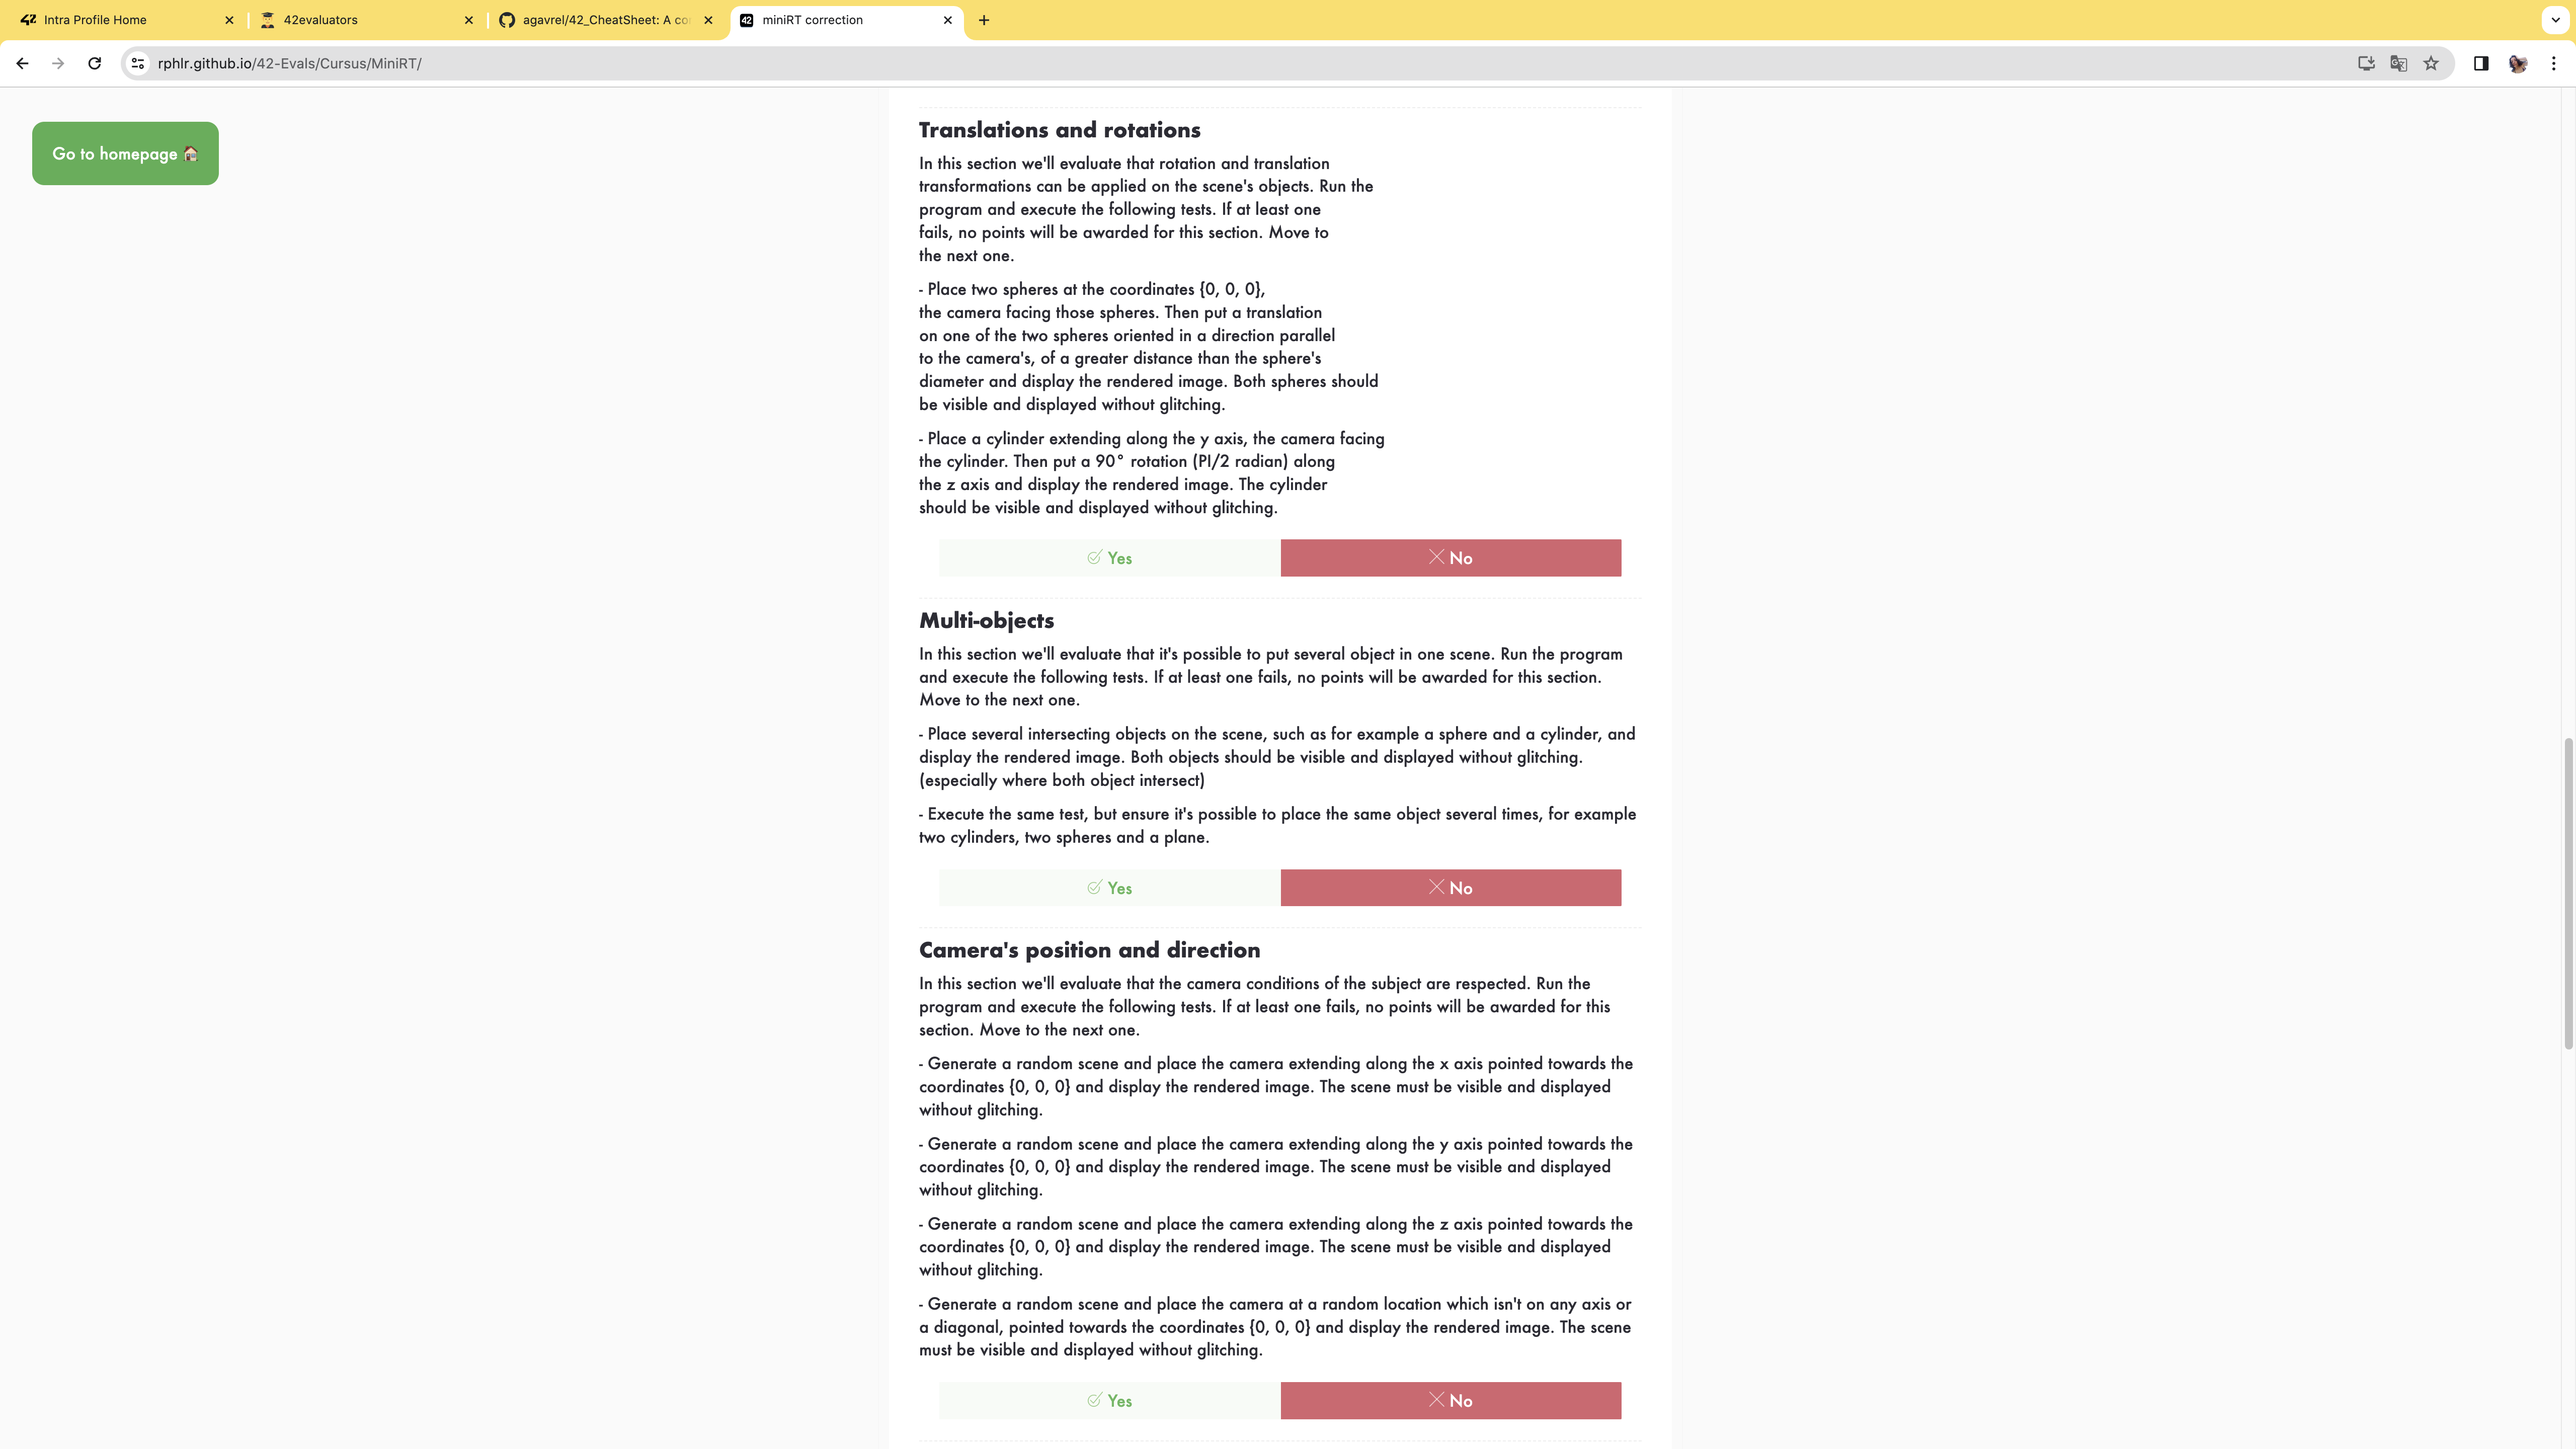 Intra Profile Home
42evaluators
agavrel/42_CheatSheet: A co
miniRT correction
rphlr.github.io/42-Evals/Cursus/MiniRT/
Go to homepage
Translations and rotations
In this section we'll evaluate that rotation and translation
transformations can be applied on the scene's objects. Run the
program and execute the following tests. If at least one
fails, no points will be awarded for this section. Move to
the next one.
- Place two spheres at the coordinates {0, 0, 0},
the camera facing those spheres. Then put a translation
on one of the two spheres oriented in a direction parallel
to the camera's, of a greater distance than the sphere's
diameter and display the rendered image. Both spheres should
be visible and displayed without glitching.
- Place a cylinder extending along the y axis, the camera facing
the cylinder. Then put a 90° rotation (PI/2 radian) along
the z axis and display the rendered image. The cylinder
should be visible and displayed without glitching.
Yes
No
Multi-objects
In this section we'll evaluate that it's possible to put several object in one scene. Run the program
and execute the following tests. If at least one fails, no points will be awarded for this section.
Move to the next one.
- Place several intersecting objects on the scene, such as for example a sphere and a cylinder, and
display the rendered image. Both objects should be visible and displayed without glitching.
(especially where both object intersect)
- Execute the same test, but ensure it's possible to place the same object several times, for example
two cylinders, two spheres and a plane.
Yes
No
Camera's position and direction
In this section we'll evaluate that the camera conditions of the subject are respected. Run the
program and execute the following tests. If at least one fails, no points will be awarded for this
section. Move to the next one.
- Generate a random scene and place the camera extending along the x axis pointed towards the
coordinates {0, 0, 0} and display the rendered image. The scene must be visible and displayed
without glitching.
- Generate a random scene and place the camera extending along the y axis pointed towards the
coordinates {0, 0, 0} and display the rendered image. The scene must be visible and displayed
without glitching.
- Generate a random scene and place the camera extending along the z axis pointed towards the
coordinates {0, 0, 0} and display the rendered image. The scene must be visible and displayed
without glitching.
- Generate a random scene and place the camera at a random location which isn't on any axis or
a diagonal, pointed towards the coordinates {0, 0, 0} and display the rendered image. The scene
must be visible and displayed without glitching.
Yes
No